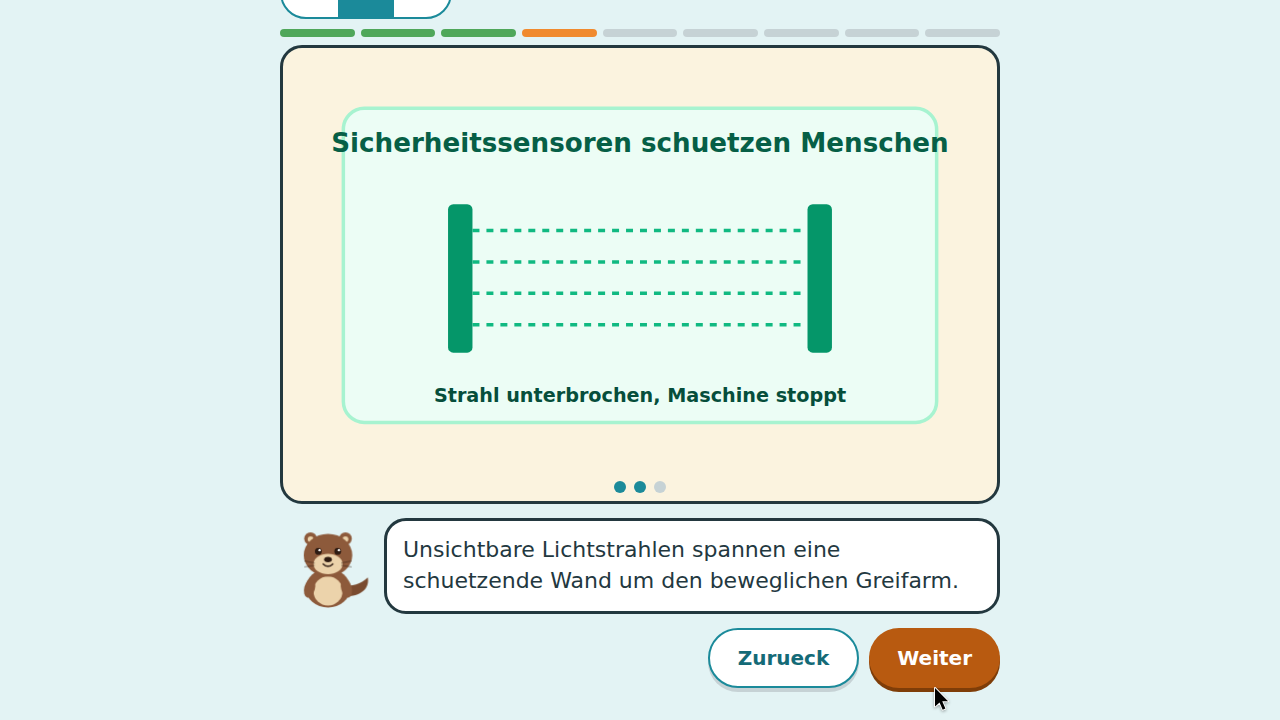 Sicherheitssensoren schuetzen Menschen
Strahl unterbrochen, Maschine stoppt
Unsichtbare Lichtstrahlen spannen eine
schuetzende Wand um den beweglichen Greifarm.
Zurueck
Weiter